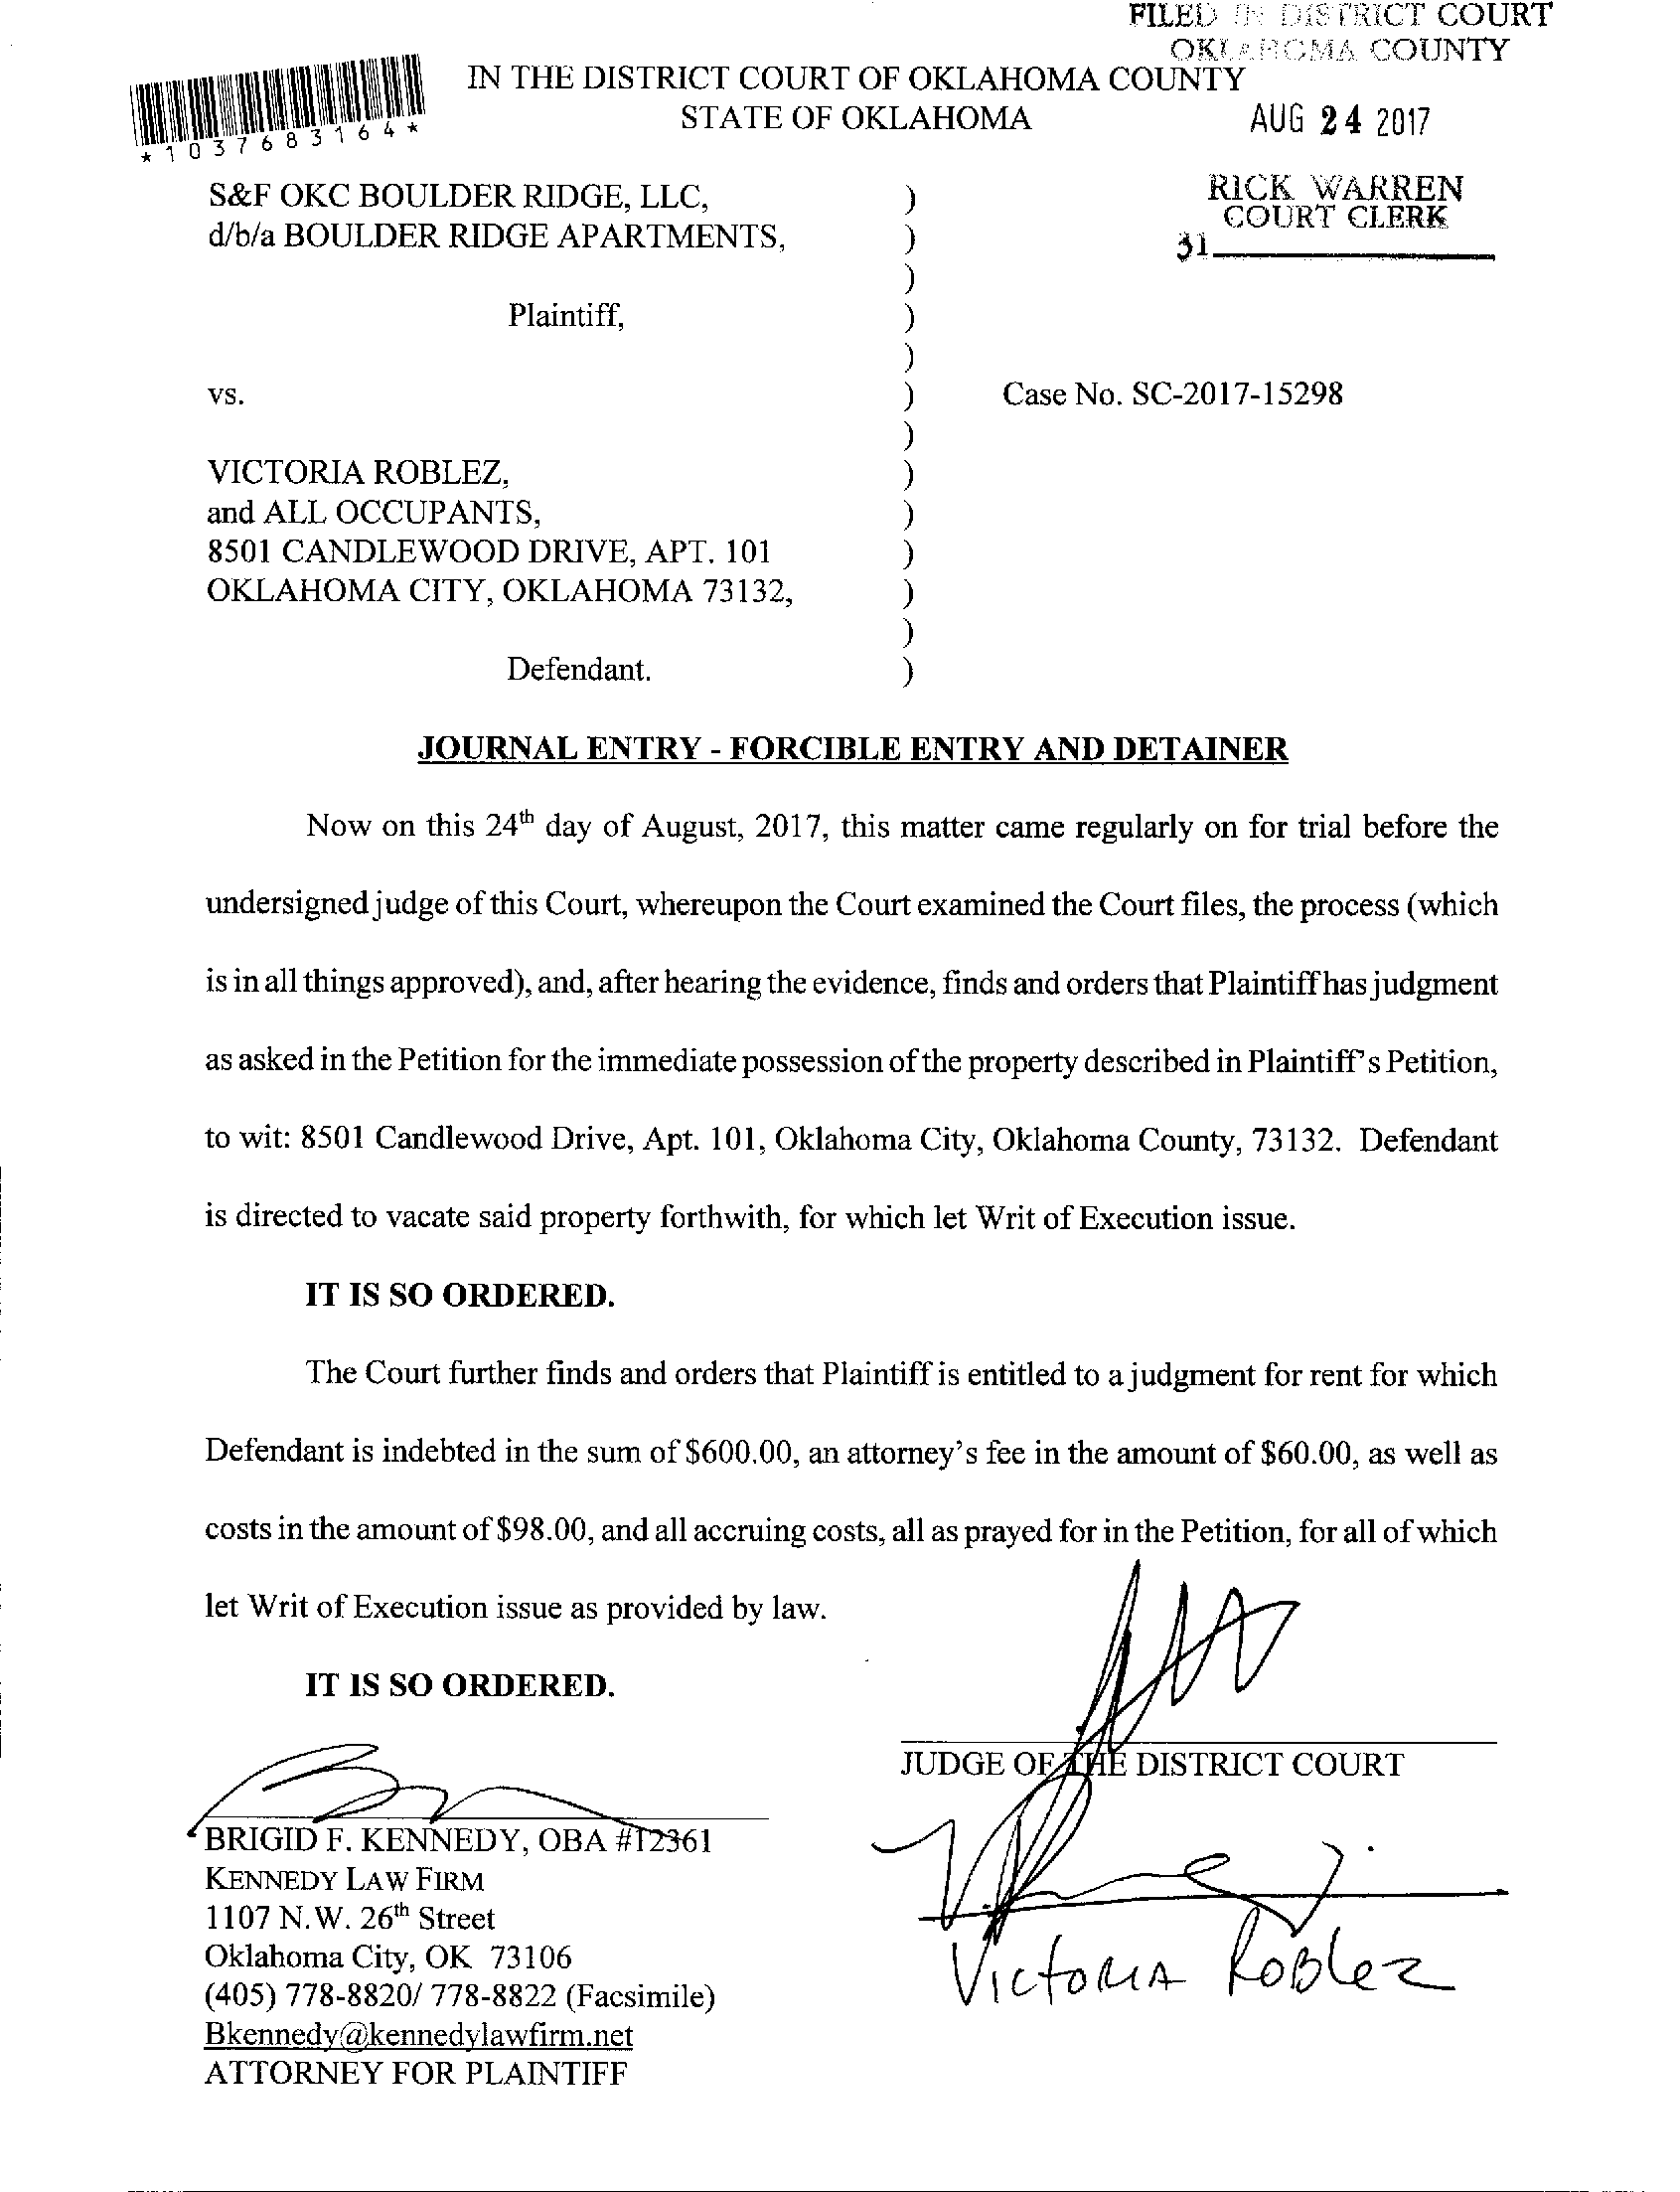 FILED IN DISTRICT COURT
OKLAHOMA COUNTY
IN THE DISTRICT COURT OF OKLAHOMA COUNTY
STATE OF OKLAHOMA
AUG 24 2017
*1037683164*
S&F OKC BOULDER RIDGE, LLC, )
d/b/a BOULDER RIDGE APARTMENTS, )
RICK WARREN
COURT CLERK
31
)
Plaintiff, )
)
vs. ) Case No. SC-2017-15298
)
VICTORIA ROBLEZ, )
and ALL OCCUPANTS, )
8501 CANDLEWOOD DRIVE, APT. 101 )
OKLAHOMA CITY, OKLAHOMA 73132, )
)
Defendant. )
JOURNAL ENTRY - FORCIBLE ENTRY AND DETAINER
Now on this 24th day of August, 2017, this matter came regularly on for trial before the
undersigned judge of this Court, whereupon the Court examined the Court files, the process (which
is in all things approved), and, after hearing the evidence, finds and orders that Plaintiff has judgment
as asked in the Petition for the immediate possession of the property described in Plaintiff's Petition,
to wit: 8501 Candlewood Drive, Apt. 101, Oklahoma City, Oklahoma County, 73132. Defendant
is directed to vacate said property forthwith, for which let Writ of Execution issue.
IT IS SO ORDERED.
The Court further finds and orders that Plaintiff is entitled to a judgment for rent for which
Defendant is indebted in the sum of $600.00, an attorney's fee in the amount of $60.00, as well as
costs in the amount of $98.00, and all accruing costs, all as prayed for in the Petition, for all of which
let Writ of Execution issue as provided by law.
IT IS SO ORDERED.
JUDGE OF THE DISTRICT COURT
BRIGID F. KENNEDY, OBA #12361
KENNEDY LAW FIRM
1107 N.W. 26th Street
Oklahoma City, OK 73106
(405) 778-8820/ 778-8822 (Facsimile)
Bkennedy@kennedylawfirm.net
ATTORNEY FOR PLAINTIFF
Victoria Roblez